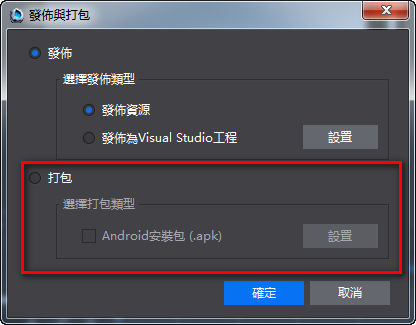 發佈與打包
發佈
選擇發佈類型
發佈資源
發佈為Visual Studio工程
設置
打包
選擇打包類型
Android安裝包 (.apk)
設置
確定
取消